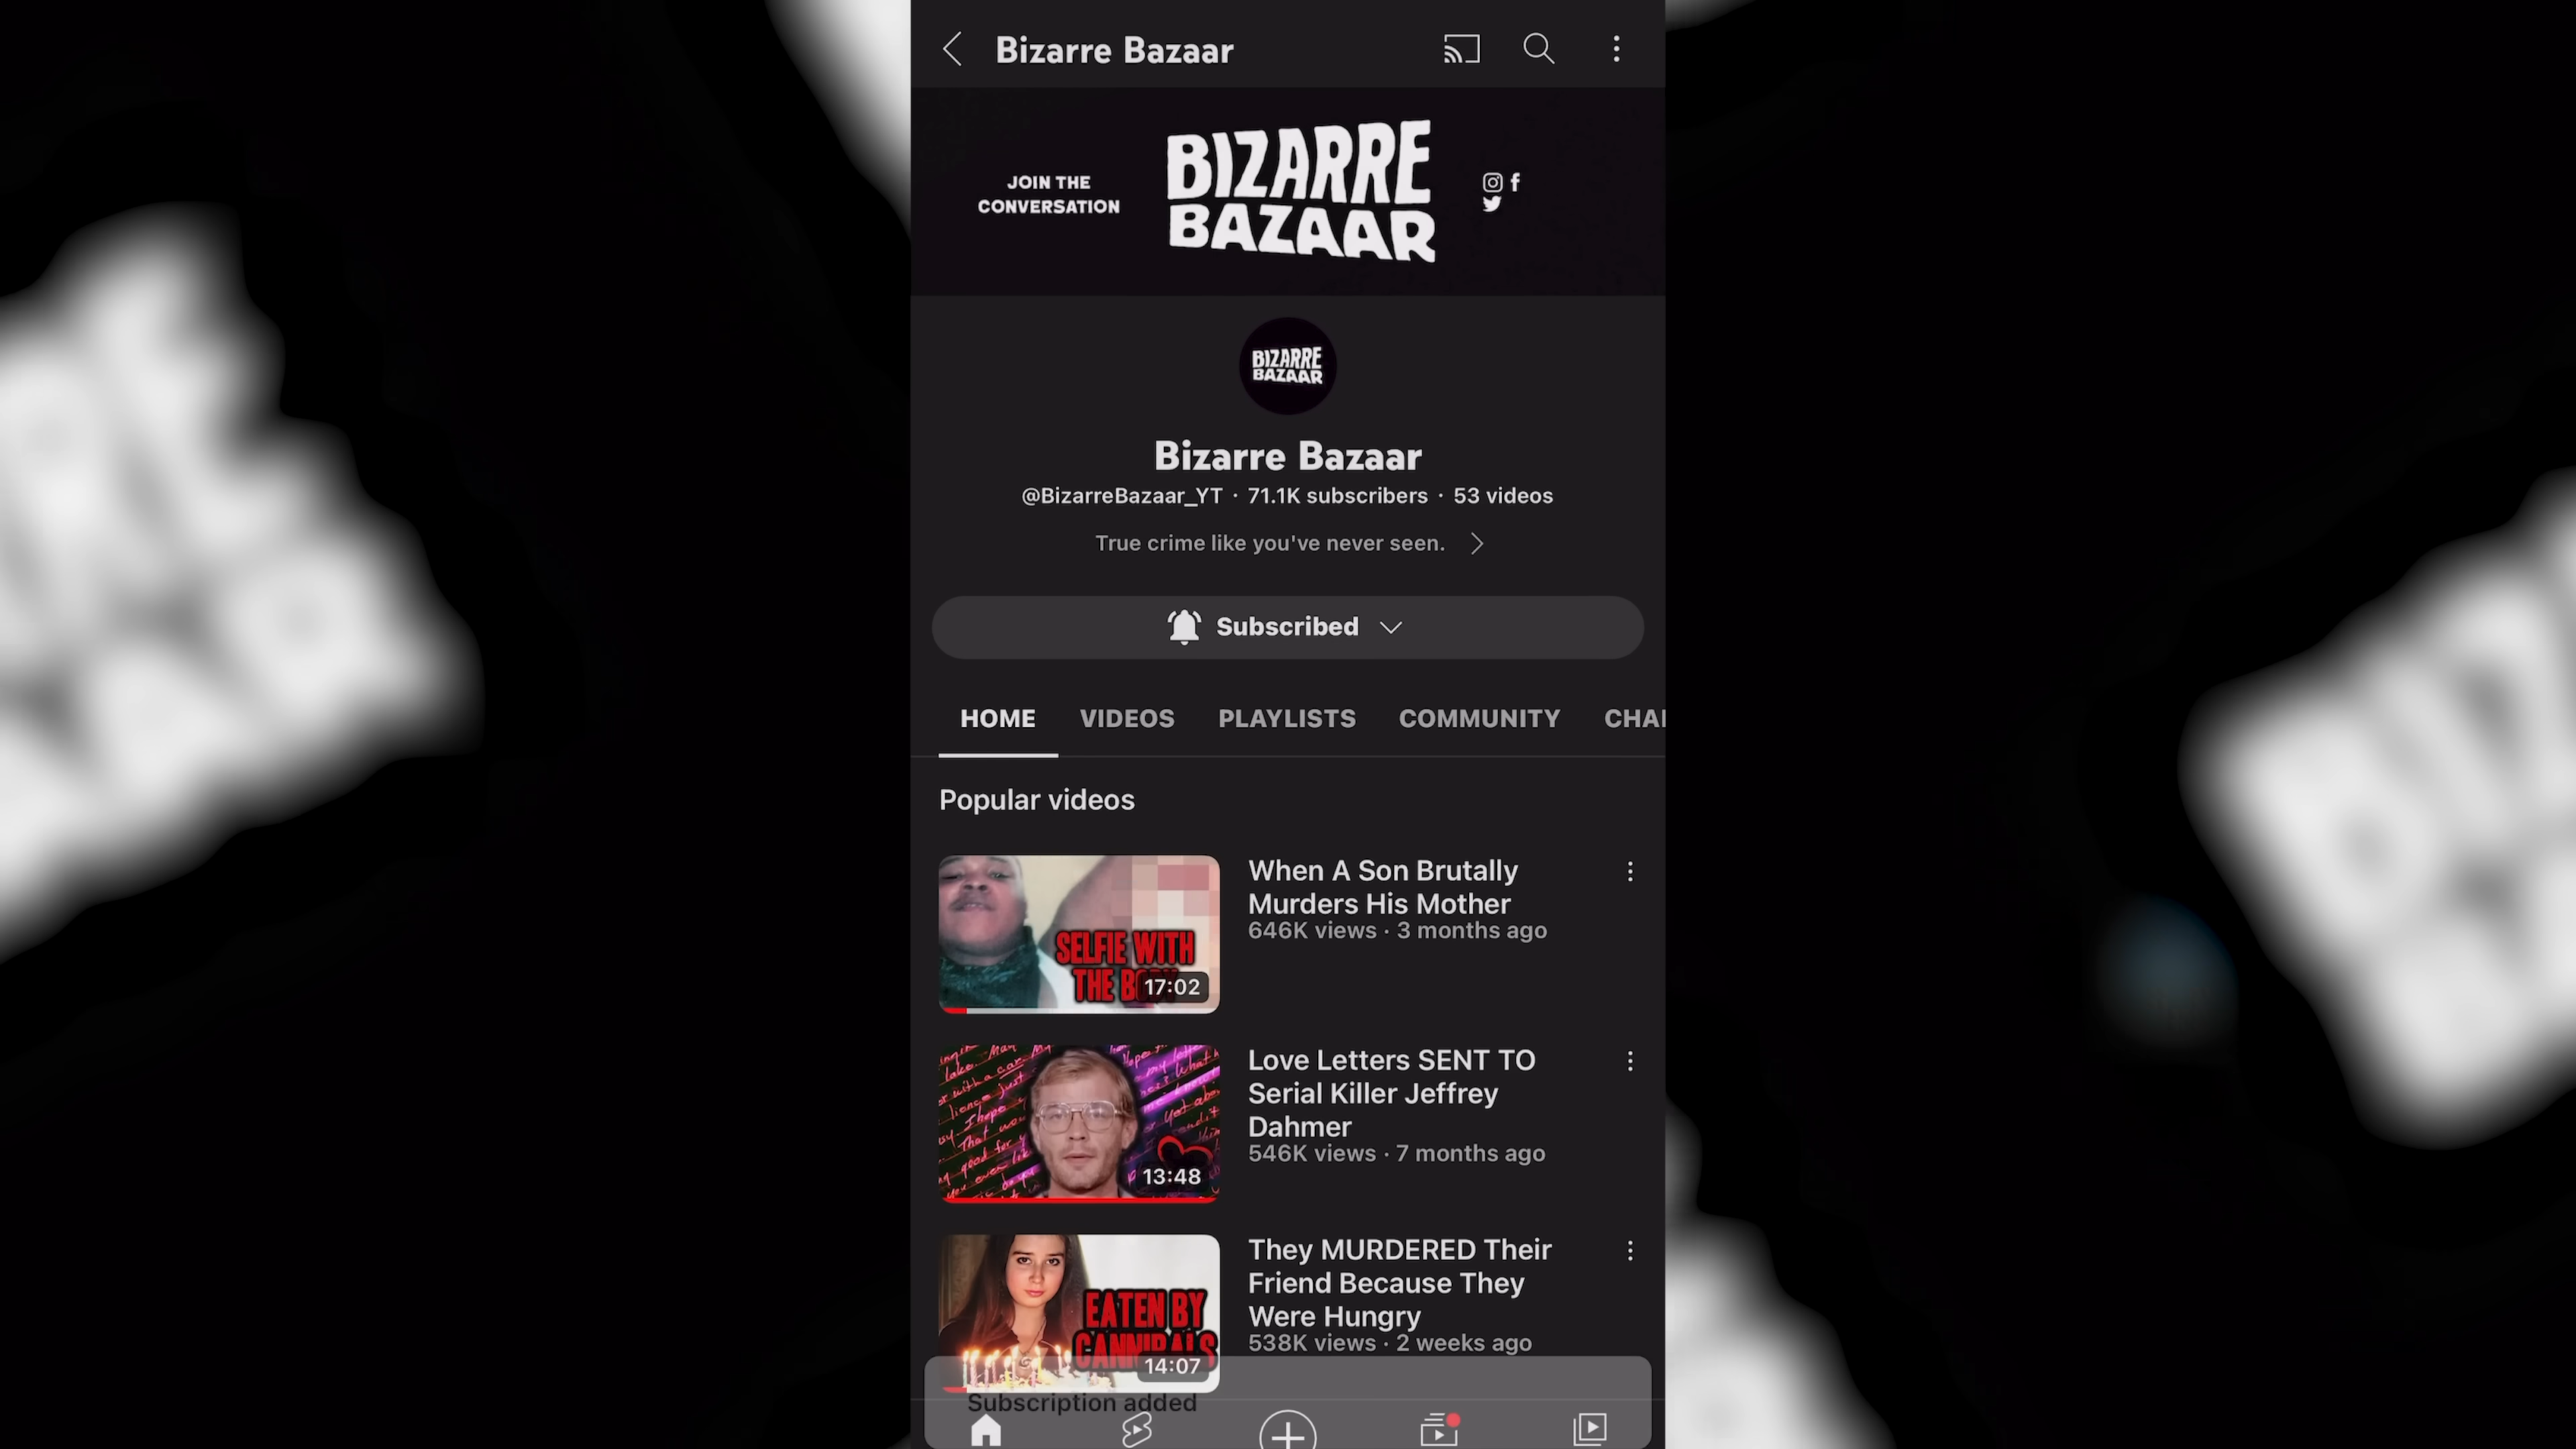 Bizarre Bazaar
JOIN THE
CONVERSATION
BIZARRE
BAZAAR
BIZARRE
BAZAAR
Bizarre Bazaar
@BizarreBazaar_YT · 71.1K subscribers · 53 videos
True crime like you've never seen.
Subscribed
HOME VIDEOS PLAYLISTS COMMUNITY CHA
Popular videos
SELFIE WITH
THE BODY
17:02
When A Son Brutally
Murders His Mother
646K views · 3 months ago
13:48
Love Letters SENT TO
Serial Killer Jeffrey
Dahmer
546K views · 7 months ago
EATEN BY
CANNIBALS
14:07
They MURDERED Their
Friend Because They
Were Hungry
538K views · 2 weeks ago
Subscription added